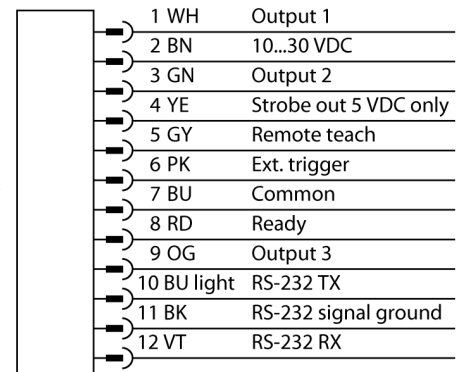 1 WH Output 1
2 BN 10...30 VDC
3 GN Output 2
4 YE Strobe out 5 VDC only
5 GY Remote teach
6 PK Ext. trigger
7 BU Common
8 RD Ready
9 OG Output 3
10 BU light RS-232 TX
11 BK RS-232 signal ground
12 VT RS-232 RX